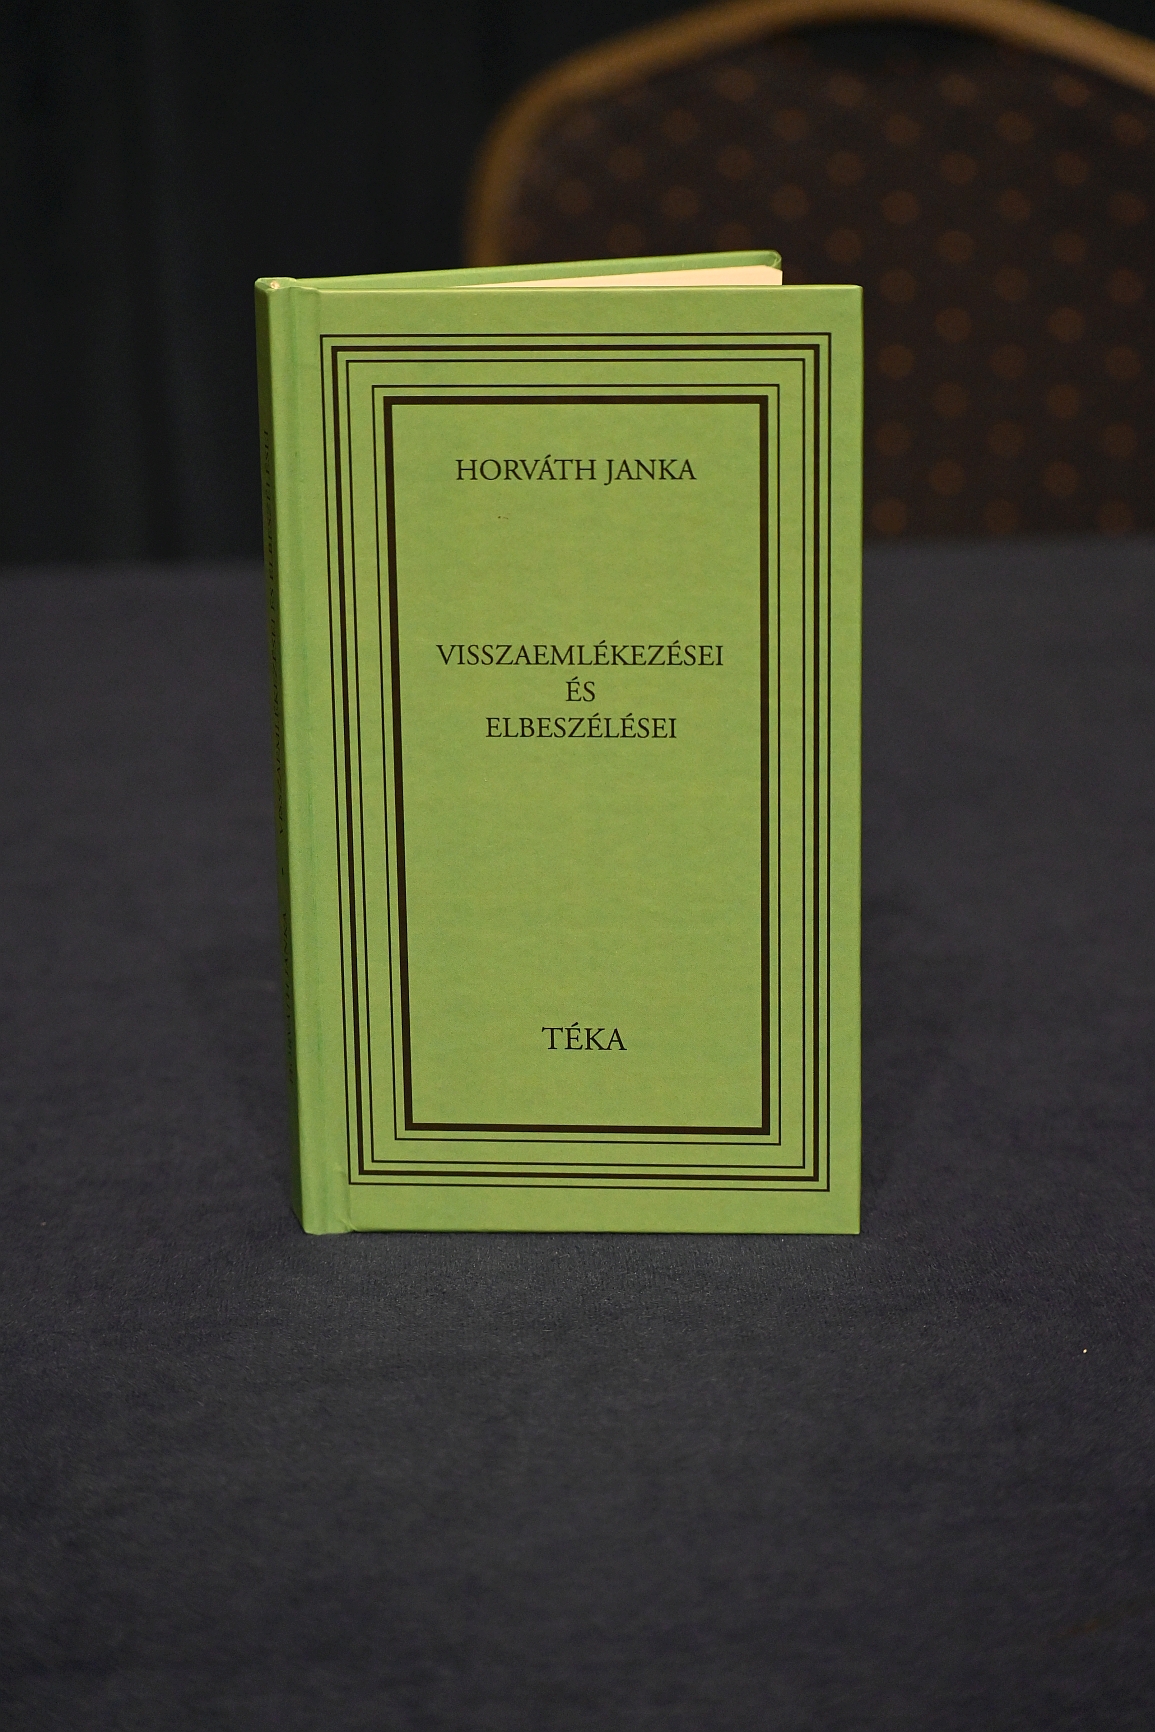 HORVÁTH JANKA
VISSZAEMLÉKEZÉSEI
ÉS
ELBESZÉLÉSEI
TÉKA